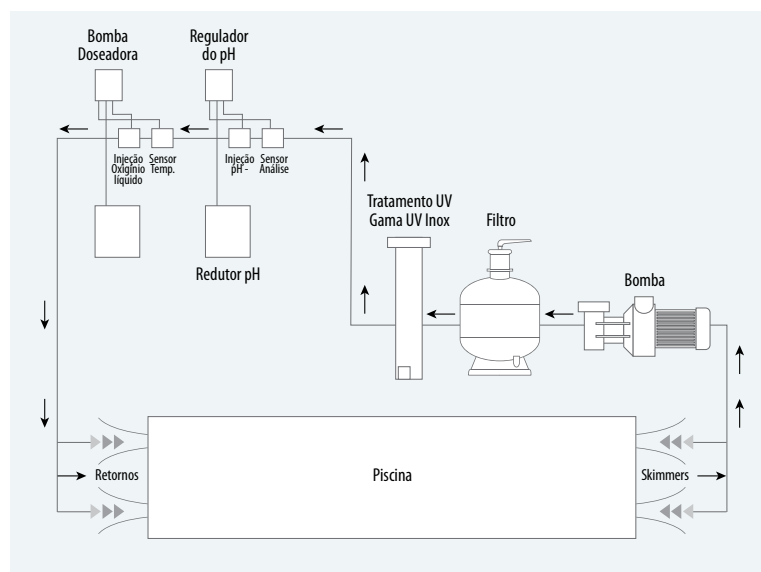 Bomba
Doseadora
Regulador
do pH
Injeção
Oxigínio
líquido
Sensor
Temp.
Injeção
pH -
Sensor
Análise
Redutor pH
Tratamento UV
Gama UV Inox
Filtro
Bomba
Retornos
Piscina
Skimmers